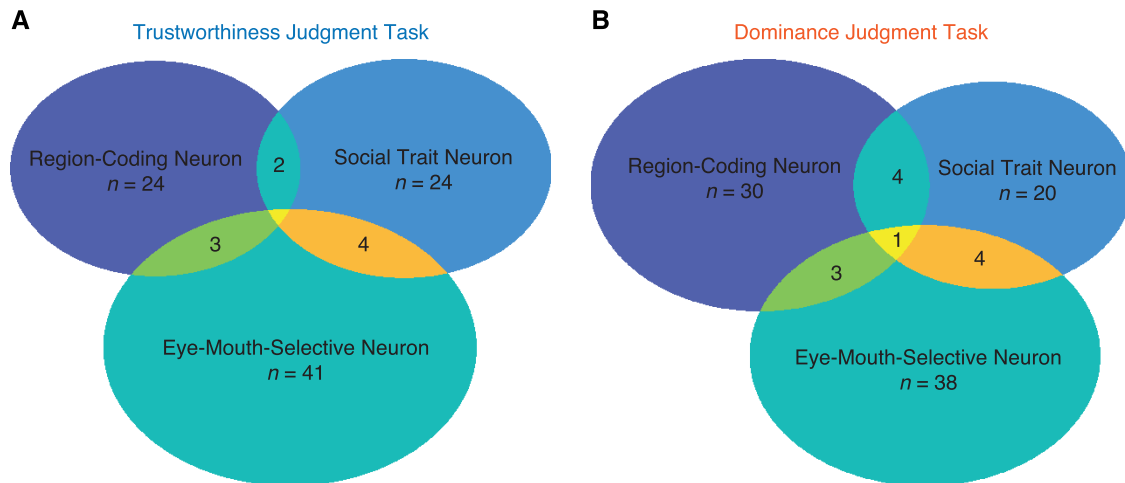 A
Trustworthiness Judgment Task
Region-Coding Neuron
n = 24
2
Social Trait Neuron
n = 24
3
4
Eye-Mouth-Selective Neuron
n = 41
B
Dominance Judgment Task
Region-Coding Neuron
n = 30
4
Social Trait Neuron
n = 20
1
3
4
Eye-Mouth-Selective Neuron
n = 38